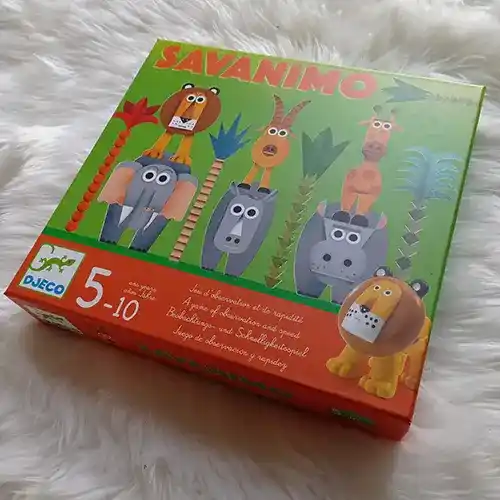 SAVANIMO
DJECO
5-10
ans years
años Jahre
Jeu d'observation et de rapidité
A game of observation and speed
Beobachtungs- und Schnelligkeitsspiel
Juego de observación y rapidez